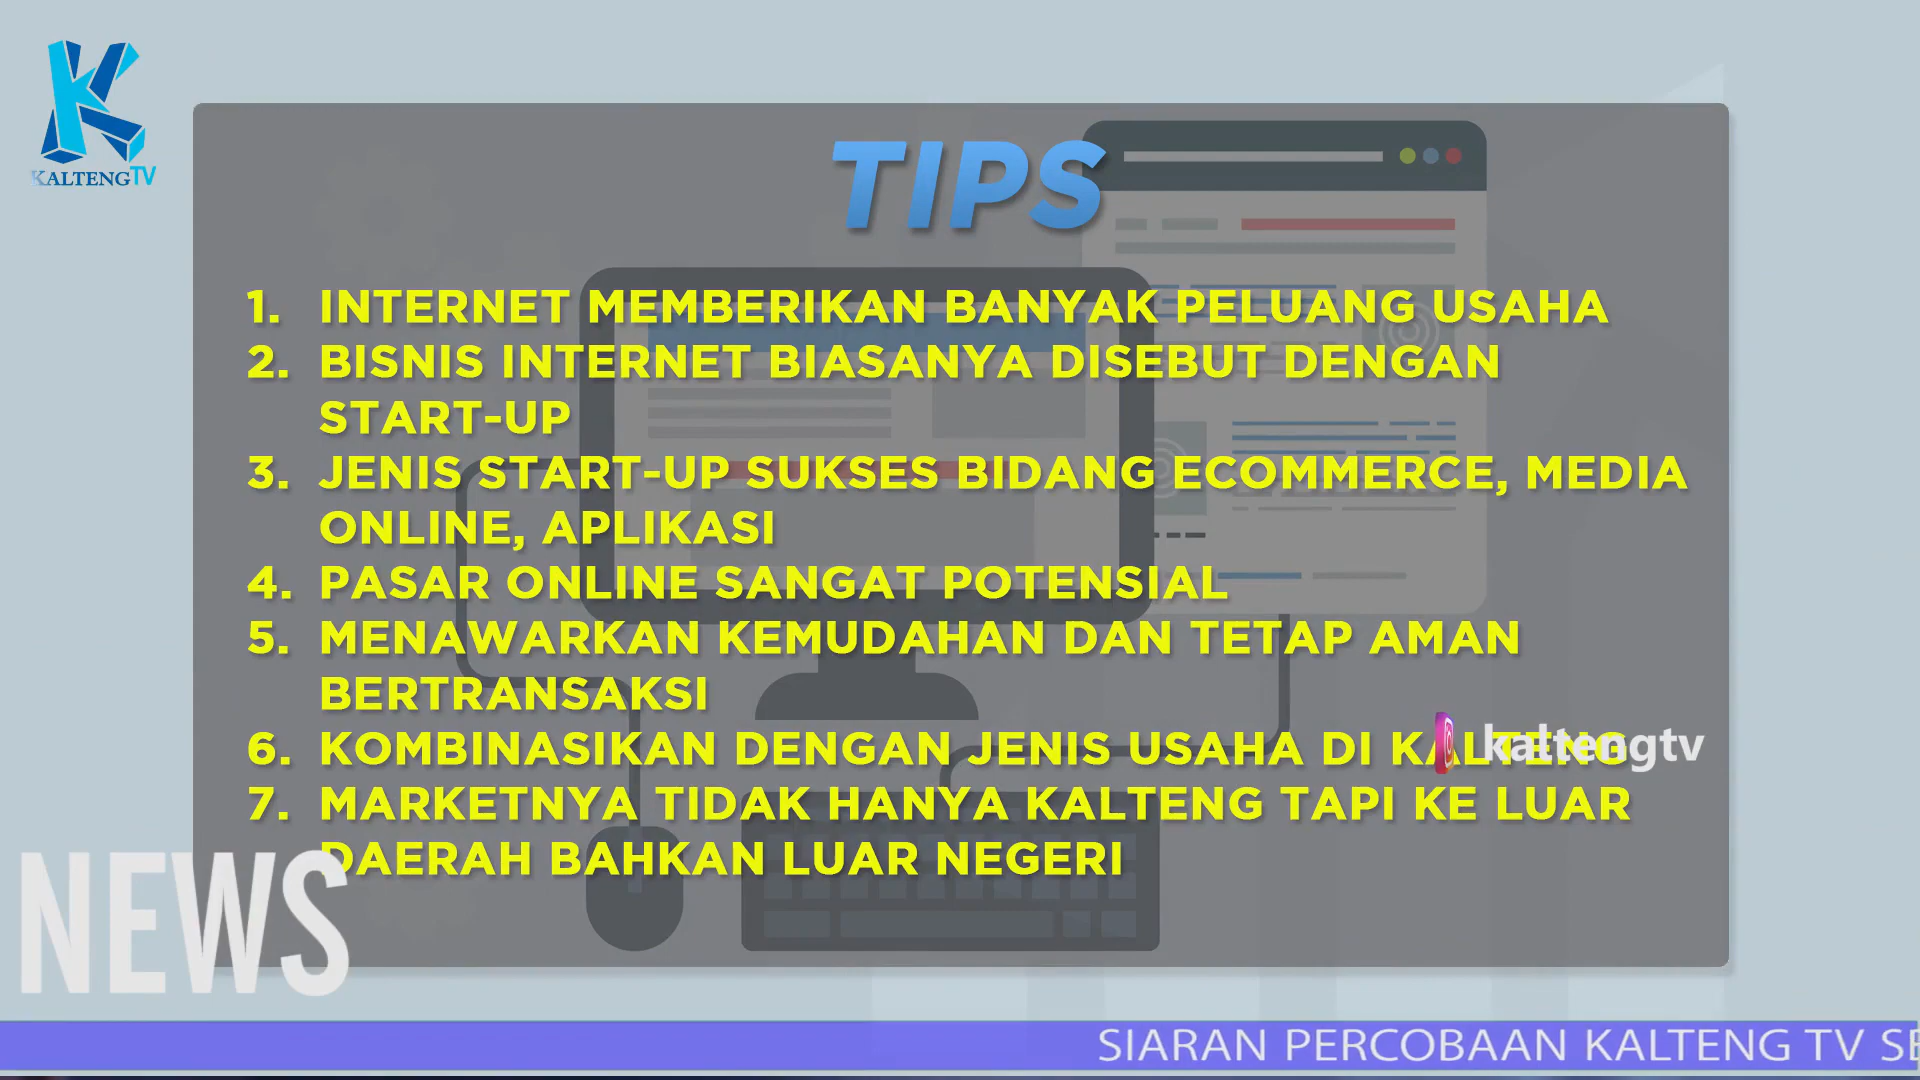 KALTENGTV
TIPS
1. INTERNET MEMBERIKAN BANYAK PELUANG USAHA
2. BISNIS INTERNET BIASANYA DISEBUT DENGAN
START-UP
3. JENIS START-UP SUKSES BIDANG ECOMMERCE, MEDIA
ONLINE, APLIKASI
4. PASAR ONLINE SANGAT POTENSIAL
5. MENAWARKAN KEMUDAHAN DAN TETAP AMAN
BERTRANSAKSI
6. KOMBINASIKAN DENGAN JENIS USAHA DI KALTENG
kaltengtv
7. MARKETNYA TIDAK HANYA KALTENG TAPI KE LUAR
DAERAH BAHKAN LUAR NEGERI
NEWS
SIARAN PERCOBAAN KALTENG TV